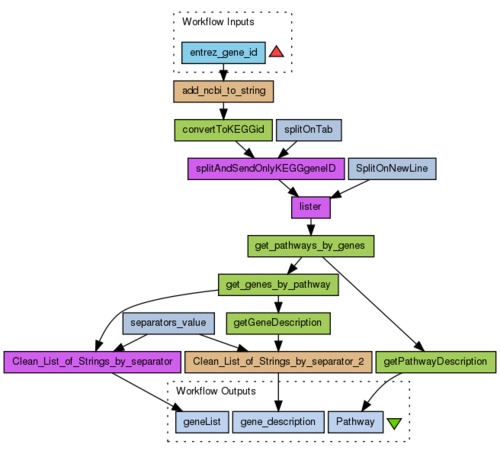 Workflow Inputs
entrez_gene_id
add_ncbi_to_string
convertToKEGGid
splitOnTab
splitAndSendOnlyKEGGgeneID
SplitOnNewLine
lister
get_pathways_by_genes
get_genes_by_pathway
separators_value
getGeneDescription
Clean_List_of_Strings_by_separator
Clean_List_of_Strings_by_separator_2
getPathwayDescription
Workflow Outputs
geneList
gene_description
Pathway